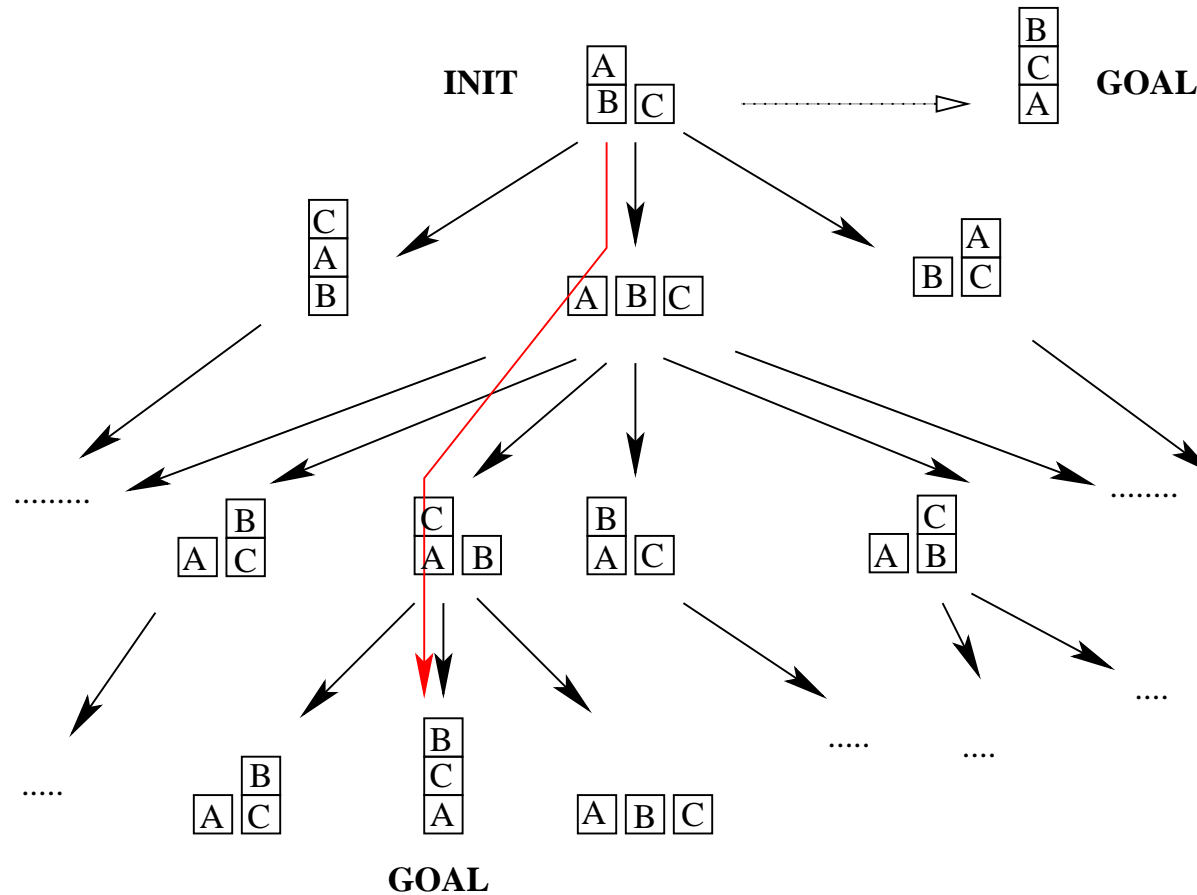 B
A
C
INIT
GOAL
B C
A
C
A
A
B C
B
A B C
......... ........
B C B C
A C A B A C A B
....
..... ....
B
B C
.....
A C A A B C
GOAL